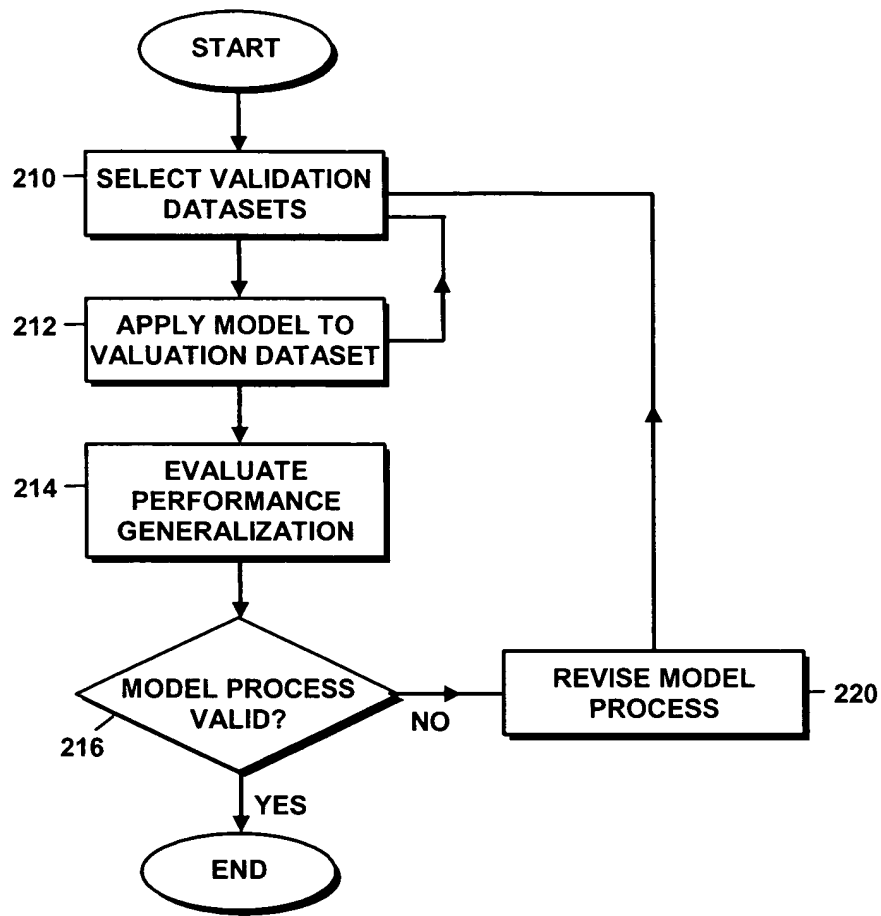 START
210
SELECT VALIDATION
DATASETS
212
APPLY MODEL TO
VALUATION DATASET
214
EVALUATE
PERFORMANCE
GENERALIZATION
MODEL PROCESS
VALID?
216
NO
REVISE MODEL
PROCESS
220
YES
END